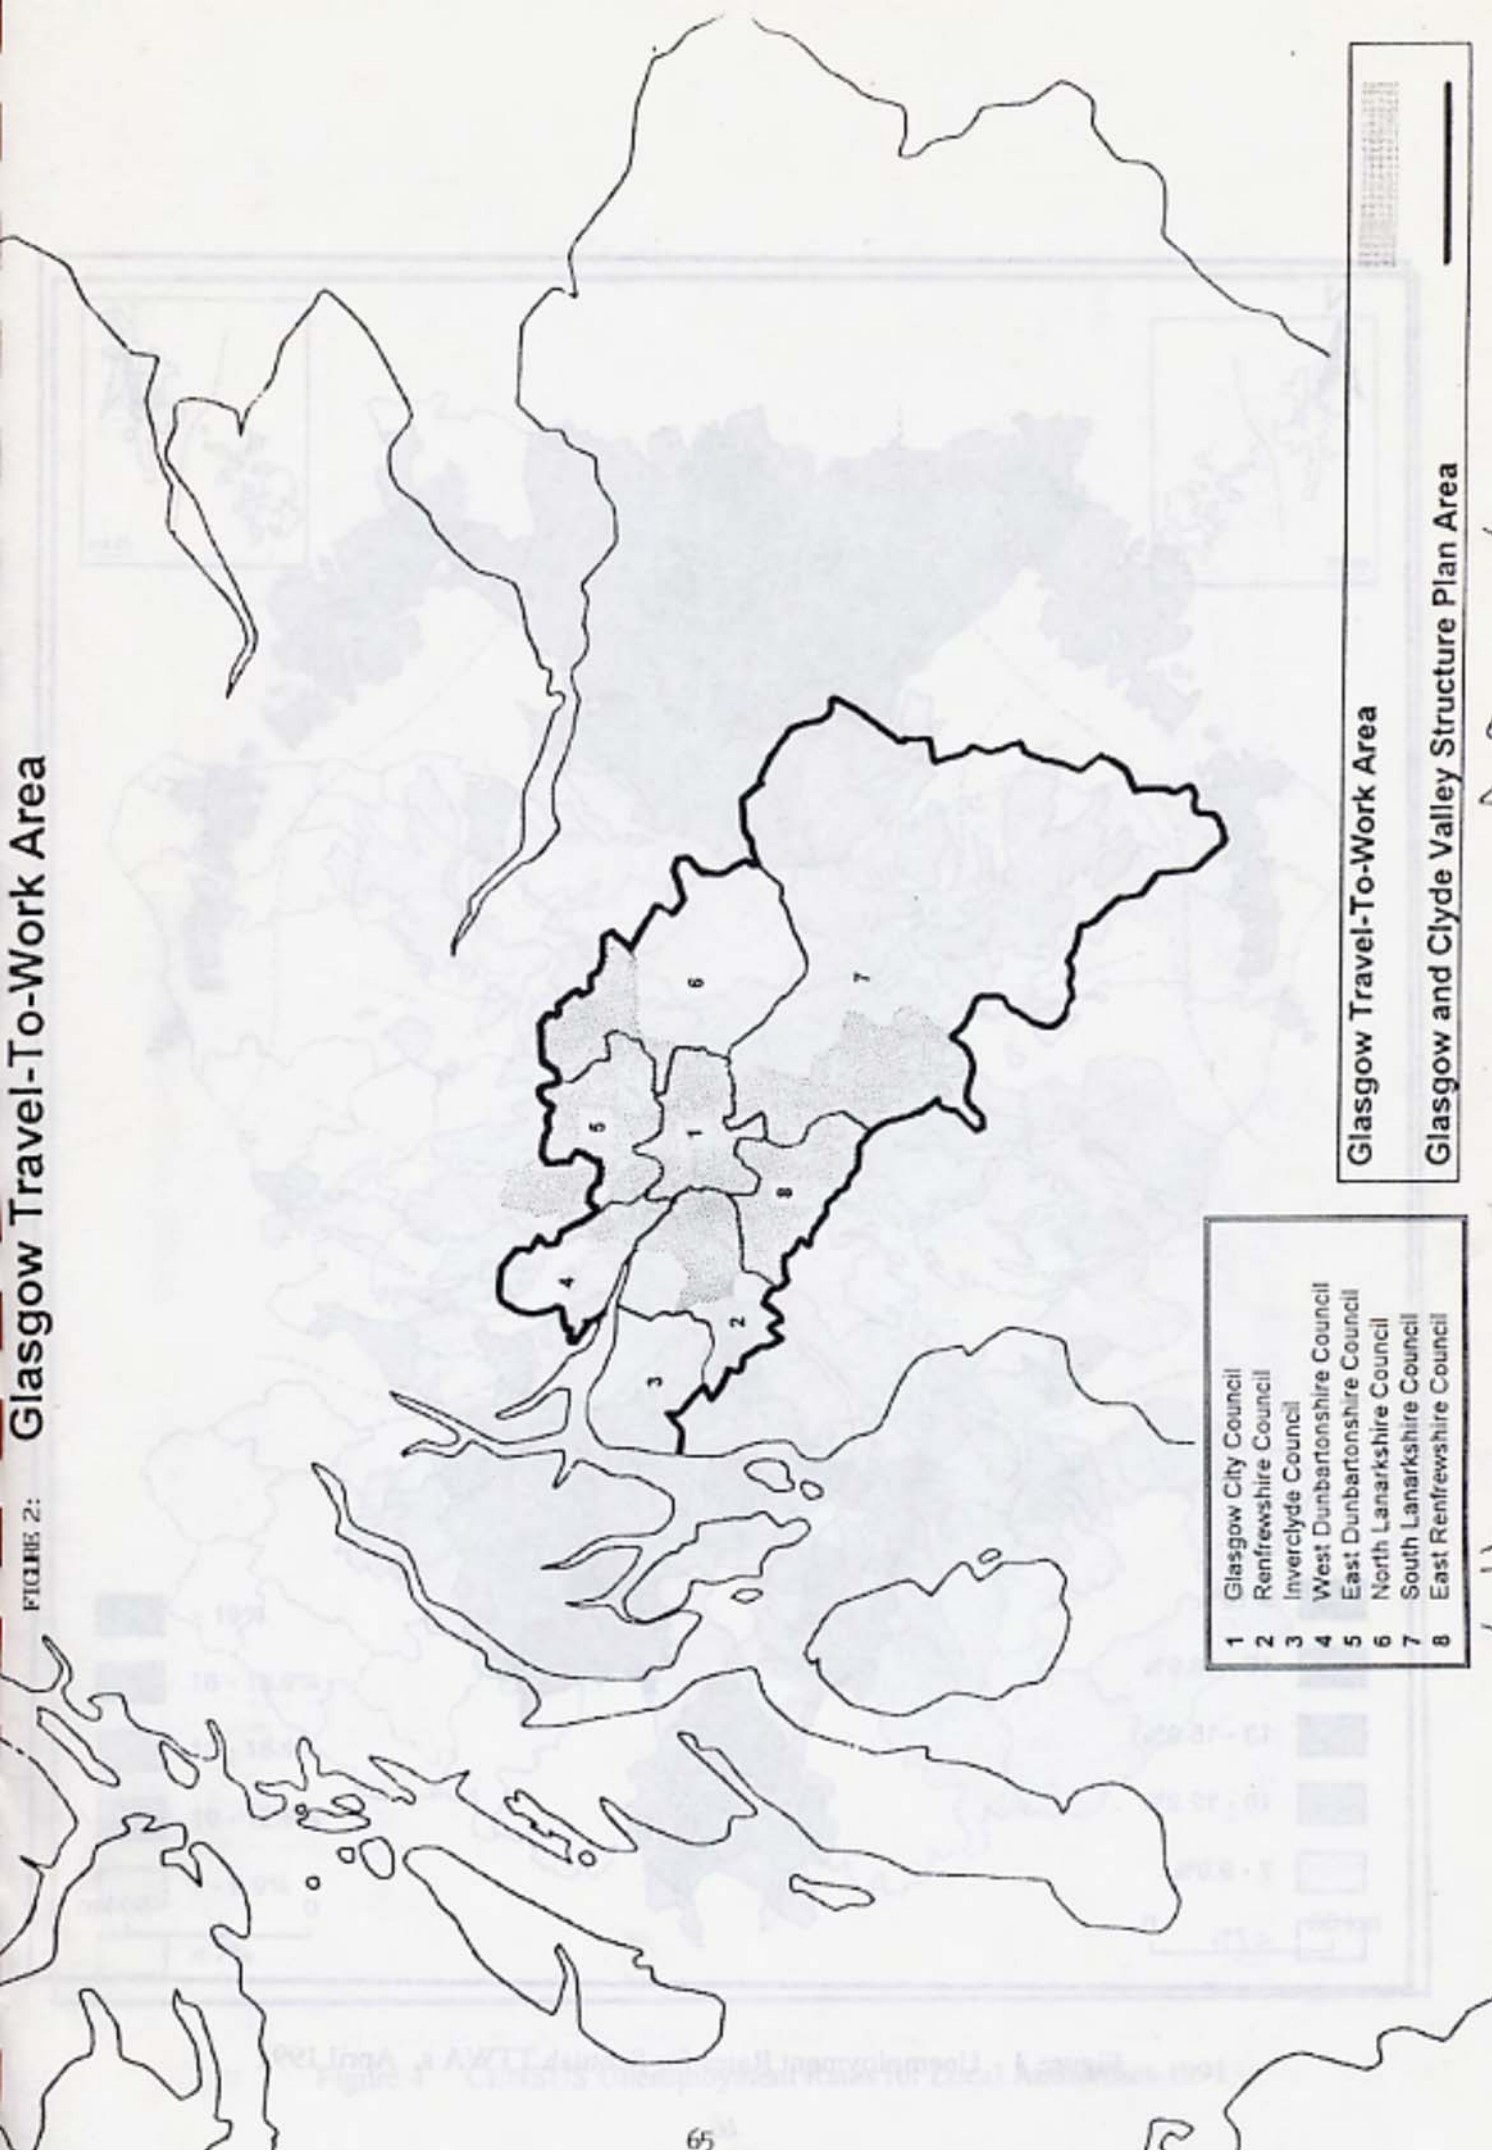 FIGURE 2: Glasgow Travel-To-Work Area
4
5
6
3
1
2
8
7
1 Glasgow City Council
2 Renfrewshire Council
3 Inverclyde Council
4 West Dunbartonshire Council
5 East Dunbartonshire Council
6 North Lanarkshire Council
7 South Lanarkshire Council
8 East Renfrewshire Council
Glasgow Travel-To-Work Area
Glasgow and Clyde Valley Structure Plan Area
65